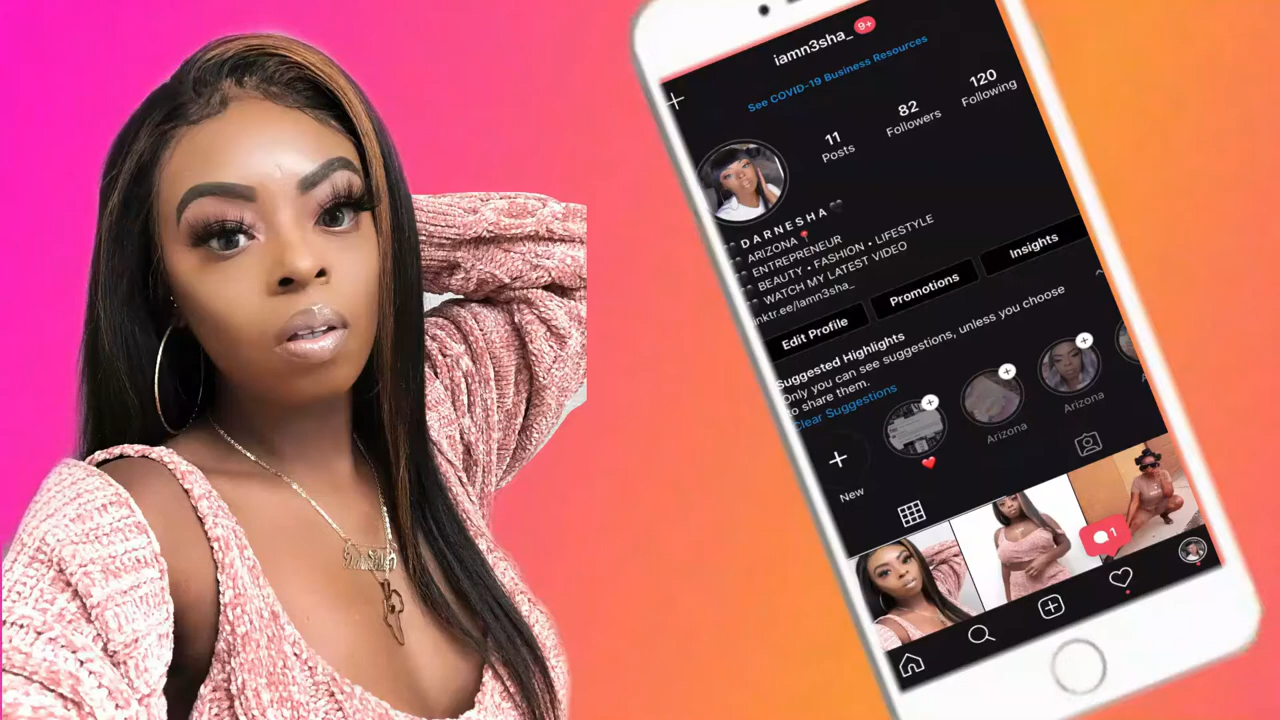 iamn3sha_ 9+
See COVID-19 Business Resources
11
Posts
82
Followers
120
Following
D A R N E S H A 🖤
ARIZONA 📍
ENTREPRENEUR
BEAUTY • FASHION • LIFESTYLE
WATCH MY LATEST VIDEO
nktr.ee/Iamn3sha_
Edit Profile
Promotions
Insights
Suggested Highlights
Only you can see suggestions, unless you choose
to share them.
Clear Suggestions
New
❤️
Arizona
Arizona
1